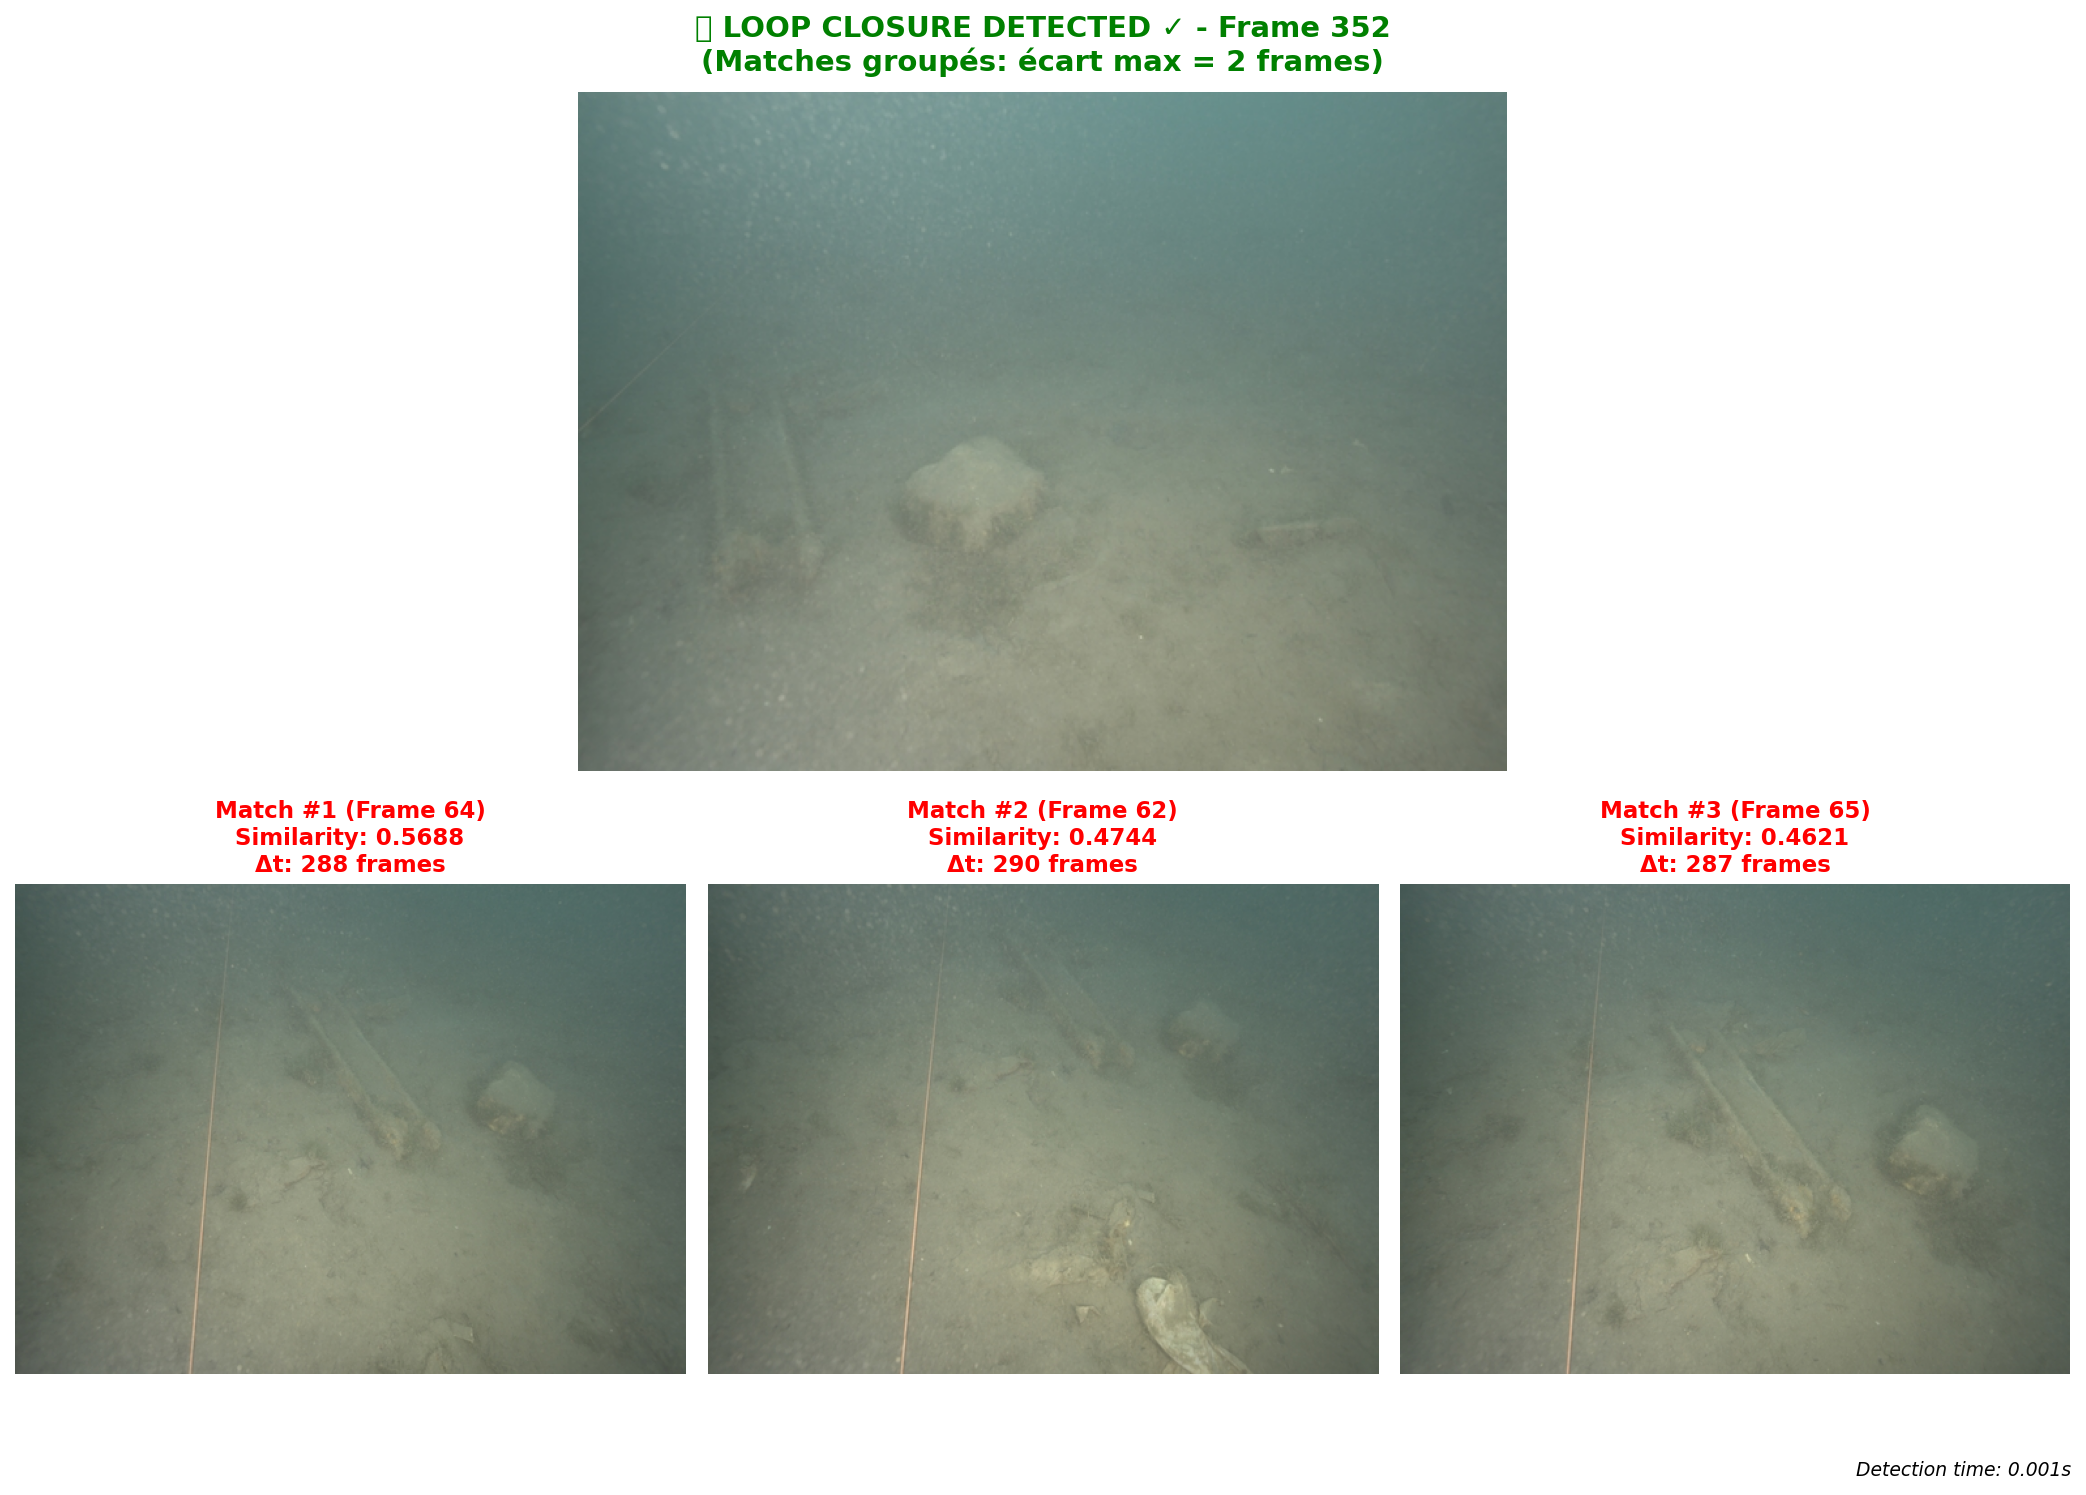 LOOP CLOSURE DETECTED ✓ - Frame 352
(Matches groupés: écart max = 2 frames)
Match #1 (Frame 64)
Similarity: 0.5688
Δt: 288 frames
Match #2 (Frame 62)
Similarity: 0.4744
Δt: 290 frames
Match #3 (Frame 65)
Similarity: 0.4621
Δt: 287 frames
Detection time: 0.001s